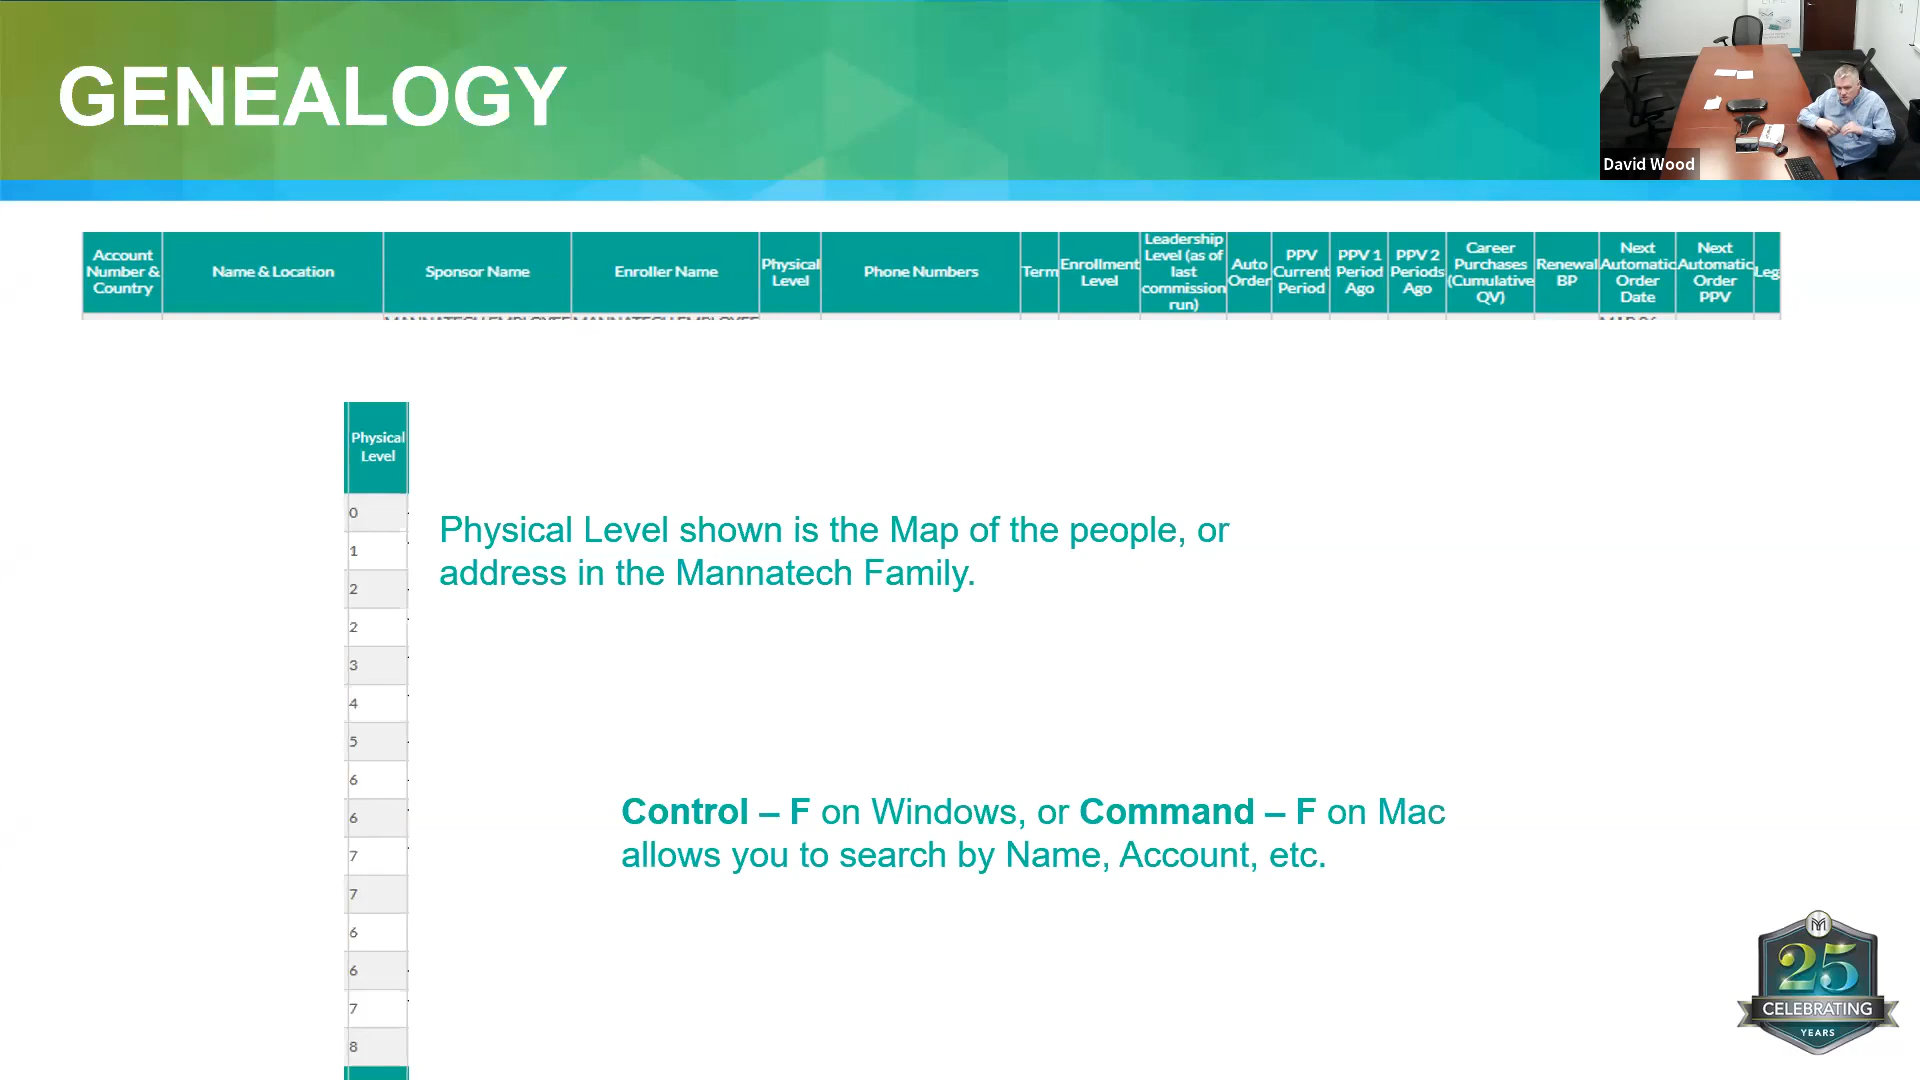 GENEALOGY
David Wood
Account
Number &
Country
Name & Location
Sponsor Name
Enroller Name
Physical
Level
Phone Numbers
Term
Enrollment
Level
Leadership
Level (as of
last
commission
run)
Auto
Order
PPV
Current
Period
PPV 1
Period
Ago
PPV 2
Periods
Ago
Career
Purchases
(Cumulative
QV)
Renewal
BP
Next
Automatic
Order
Date
Next
Automatic
Order
PPV
Leg
Physical
Level
0
1
2
2
3
4
5
6
6
7
7
6
6
7
8
Physical Level shown is the Map of the people, or
address in the Mannatech Family.
Control – F on Windows, or Command – F on Mac
allows you to search by Name, Account, etc.
25
CELEBRATING
YEARS